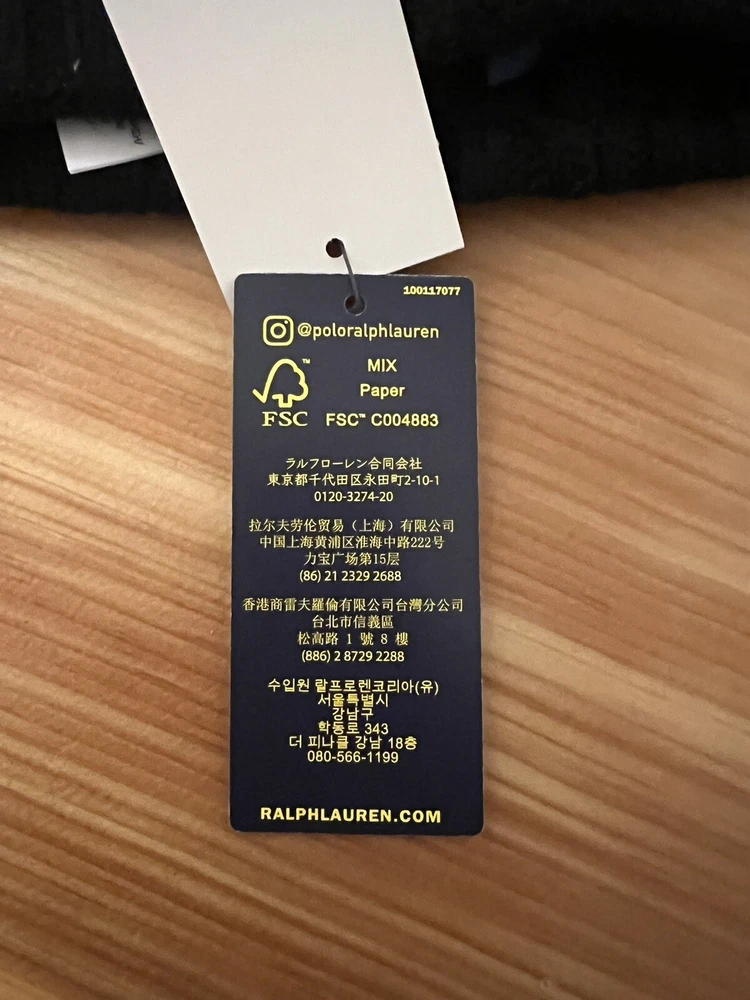 100117077
@poloralphlauren
FSC™
MIX
Paper
FSC™ C004883
ラルフローレン合同会社
東京都千代田区永田町2-10-1
0120-3274-20
拉尔夫劳伦贸易（上海）有限公司
中国上海黄浦区淮海中路222号
力宝广场第15层
(86) 21 2329 2688
香港商雷夫羅倫有限公司台灣分公司
台北市信義區
松高路 1 號 8 樓
(886) 2 8729 2288
수입원 랄프로렌코리아(유)
서울특별시
강남구
학동로 343
더 피나클 강남 18층
080-566-1199
RALPHLAUREN.COM